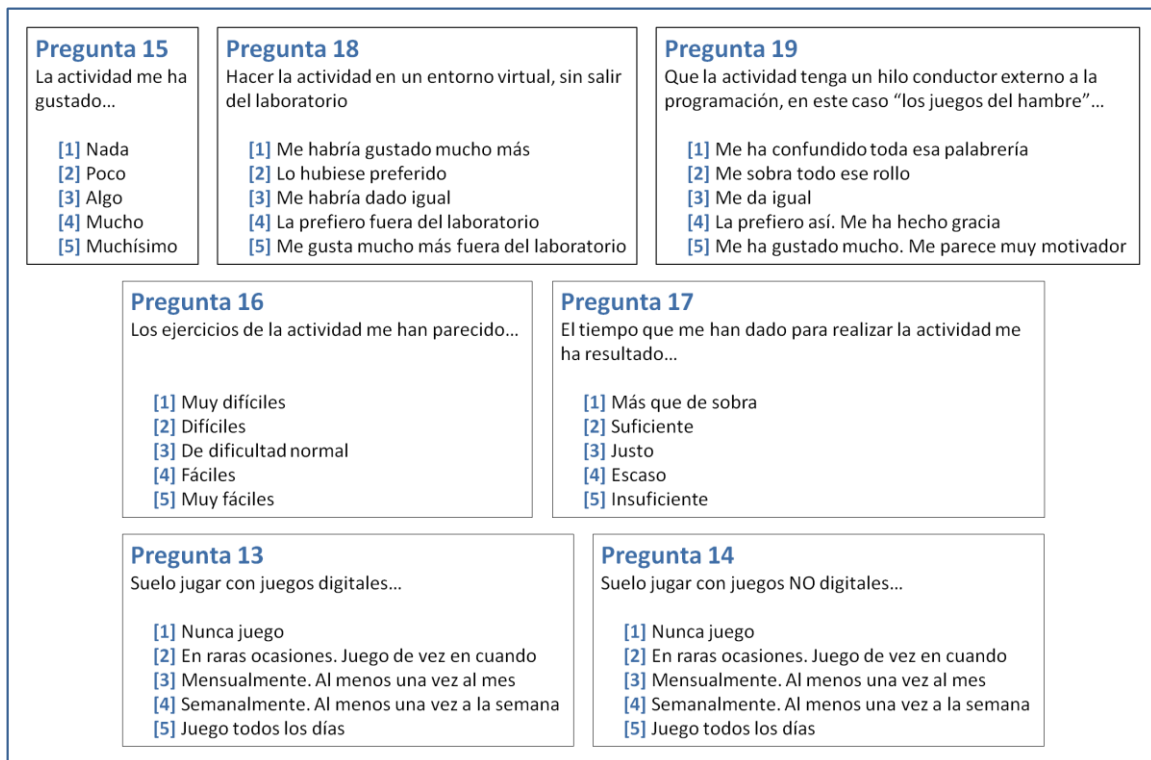 Pregunta 15
La actividad me ha
gustado...
[1] Nada
[2] Poco
[3] Algo
[4] Mucho
[5] Muchísimo
Pregunta 18
Hacer la actividad en un entorno virtual, sin salir
del laboratorio
[1] Me habría gustado mucho más
[2] Lo hubiese preferido
[3] Me habría dado igual
[4] La prefiero fuera del laboratorio
[5] Me gusta mucho más fuera del laboratorio
Pregunta 19
Que la actividad tenga un hilo conductor externo a la
programación, en este caso “los juegos del hambre”...
[1] Me ha confundido toda esa palabrería
[2] Me sobra todo ese rollo
[3] Me da igual
[4] La prefiero así. Me ha hecho gracia
[5] Me ha gustado mucho. Me parece muy motivador
Pregunta 16
Los ejercicios de la actividad me han parecido...
[1] Muy difíciles
[2] Difíciles
[3] De dificultad normal
[4] Fáciles
[5] Muy fáciles
Pregunta 17
El tiempo que me han dado para realizar la actividad me
ha resultado...
[1] Más que de sobra
[2] Suficiente
[3] Justo
[4] Escaso
[5] Insuficiente
Pregunta 13
Suelo jugar con juegos digitales...
[1] Nunca juego
[2] En raras ocasiones. Juego de vez en cuando
[3] Mensualmente. Al menos una vez al mes
[4] Semanalmente. Al menos una vez a la semana
[5] Juego todos los días
Pregunta 14
Suelo jugar con juegos NO digitales...
[1] Nunca juego
[2] En raras ocasiones. Juego de vez en cuando
[3] Mensualmente. Al menos una vez al mes
[4] Semanalmente. Al menos una vez a la semana
[5] Juego todos los días